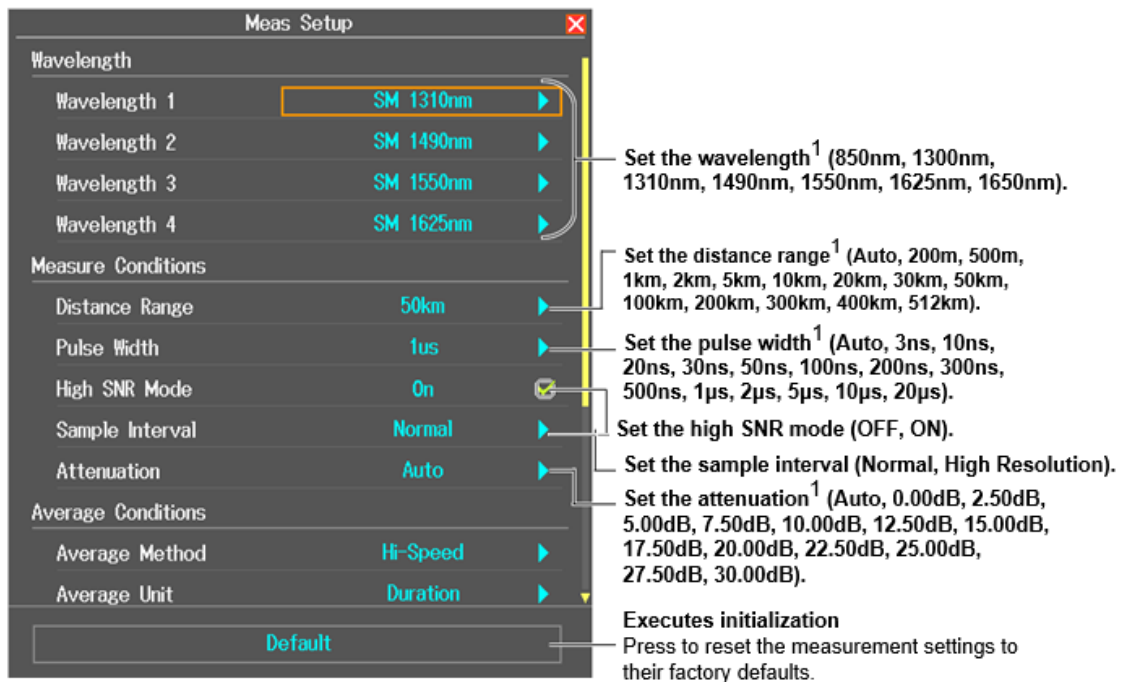 Meas Setup
Wavelength
Wavelength 1 SM 1310nm
Wavelength 2 SM 1490nm
Wavelength 3 SM 1550nm
Wavelength 4 SM 1625nm
Set the wavelength1 (850nm, 1300nm,
1310nm, 1490nm, 1550nm, 1625nm, 1650nm).
Measure Conditions
Distance Range 50km
Set the distance range1 (Auto, 200m, 500m,
1km, 2km, 5km, 10km, 20km, 30km, 50km,
100km, 200km, 300km, 400km, 512km).
Pulse Width 1us
Set the pulse width1 (Auto, 3ns, 10ns,
20ns, 30ns, 50ns, 100ns, 200ns, 300ns,
500ns, 1µs, 2µs, 5µs, 10µs, 20µs).
High SNR Mode On
Set the high SNR mode (OFF, ON).
Sample Interval Normal
Set the sample interval (Normal, High Resolution).
Attenuation Auto
Set the attenuation1 (Auto, 0.00dB, 2.50dB,
5.00dB, 7.50dB, 10.00dB, 12.50dB, 15.00dB,
17.50dB, 20.00dB, 22.50dB, 25.00dB,
27.50dB, 30.00dB).
Average Conditions
Average Method Hi-Speed
Average Unit Duration
Default
Executes initialization
Press to reset the measurement settings to
their factory defaults.